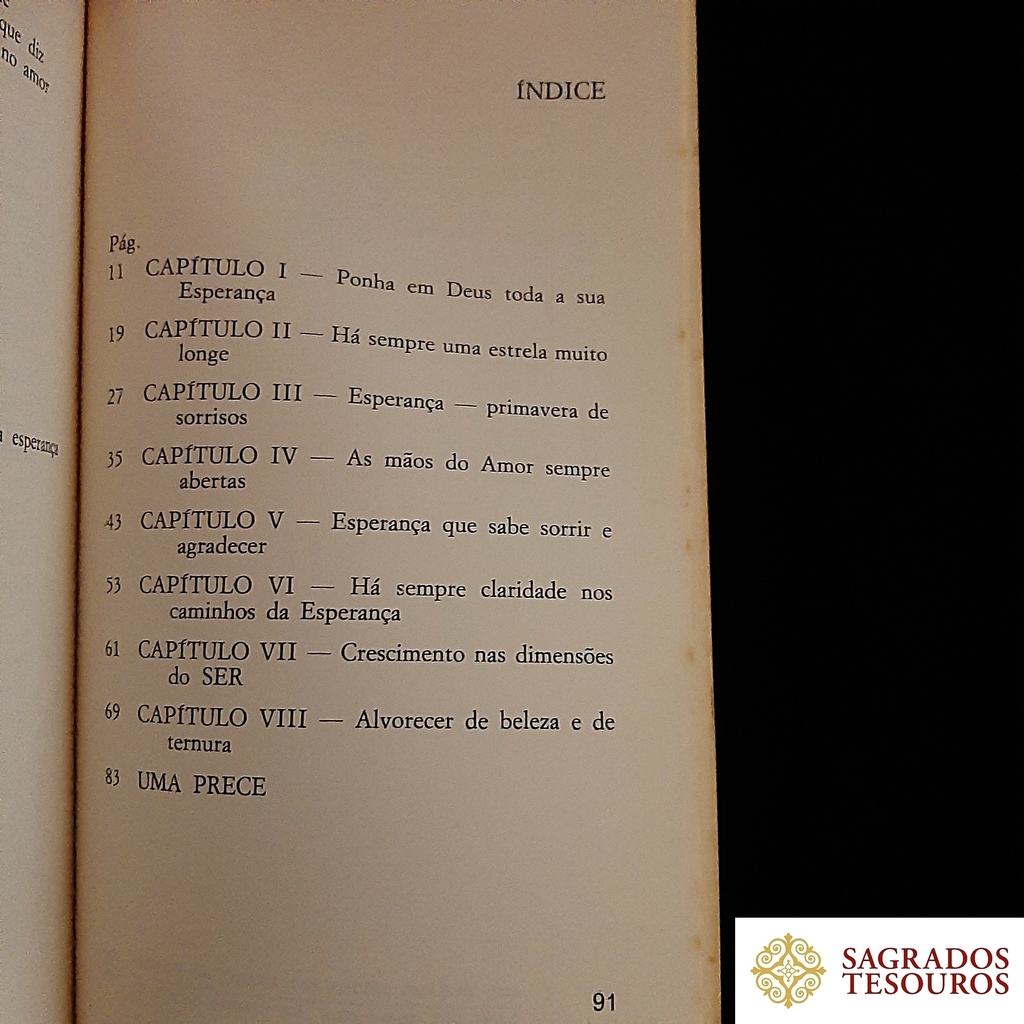 que diz
no amor
esperança
ÍNDICE
Pág.
11 CAPÍTULO I — Ponha em Deus toda a sua
Esperança
19 CAPÍTULO II — Há sempre uma estrela muito
longe
27 CAPÍTULO III — Esperança — primavera de
sorrisos
35 CAPÍTULO IV — As mãos do Amor sempre
abertas
43 CAPÍTULO V — Esperança que sabe sorrir e
agradecer
53 CAPÍTULO VI — Há sempre claridade nos
caminhos da Esperança
61 CAPÍTULO VII — Crescimento nas dimensões
do SER
69 CAPÍTULO VIII — Alvorecer de beleza e de
ternura
83 UMA PRECE
91
SAGRADOS
TESOUROS